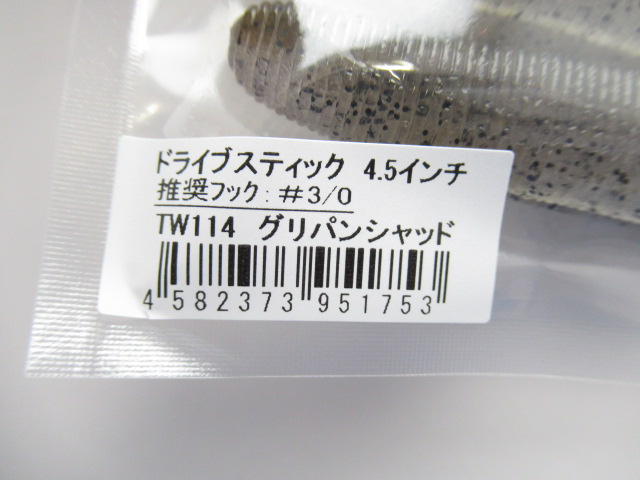 ドライブスティック 4.5インチ
推奨フック:#3/0
TW114 グリパンシャッド
4 582373 951753